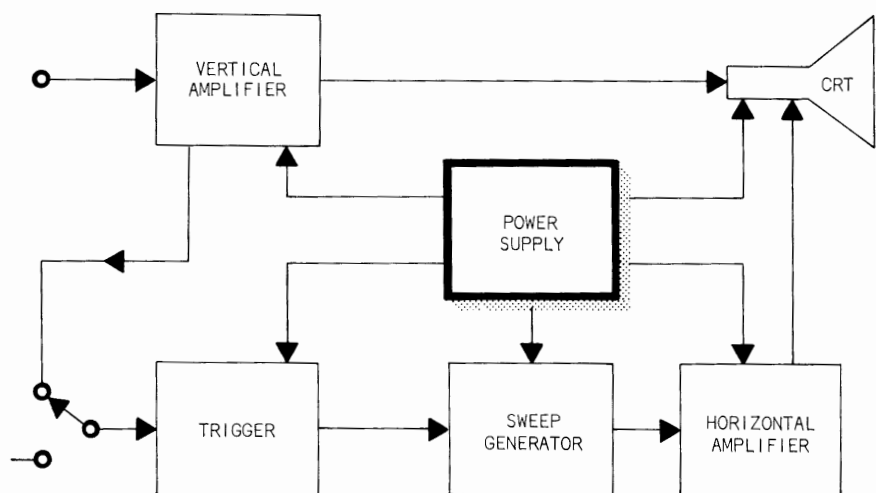 VERTICAL
AMPLIFIER
CRT
POWER
SUPPLY
TRIGGER
SWEEP
GENERATOR
HORIZONTAL
AMPLIFIER